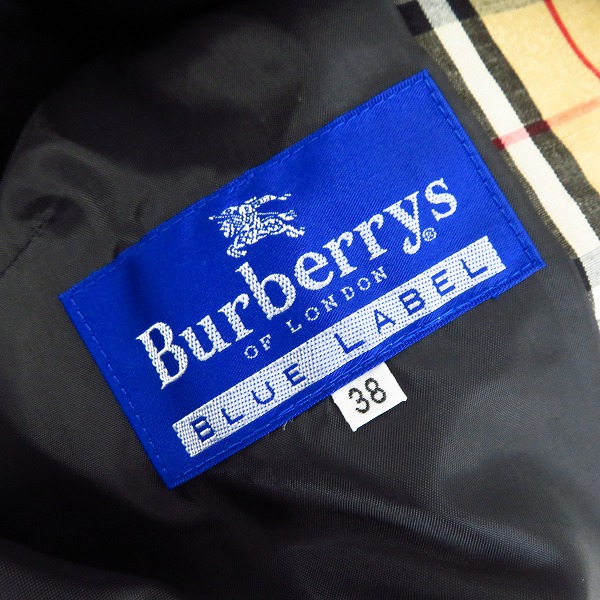 Burberrys®
OF LONDON
BLUE LABEL
38